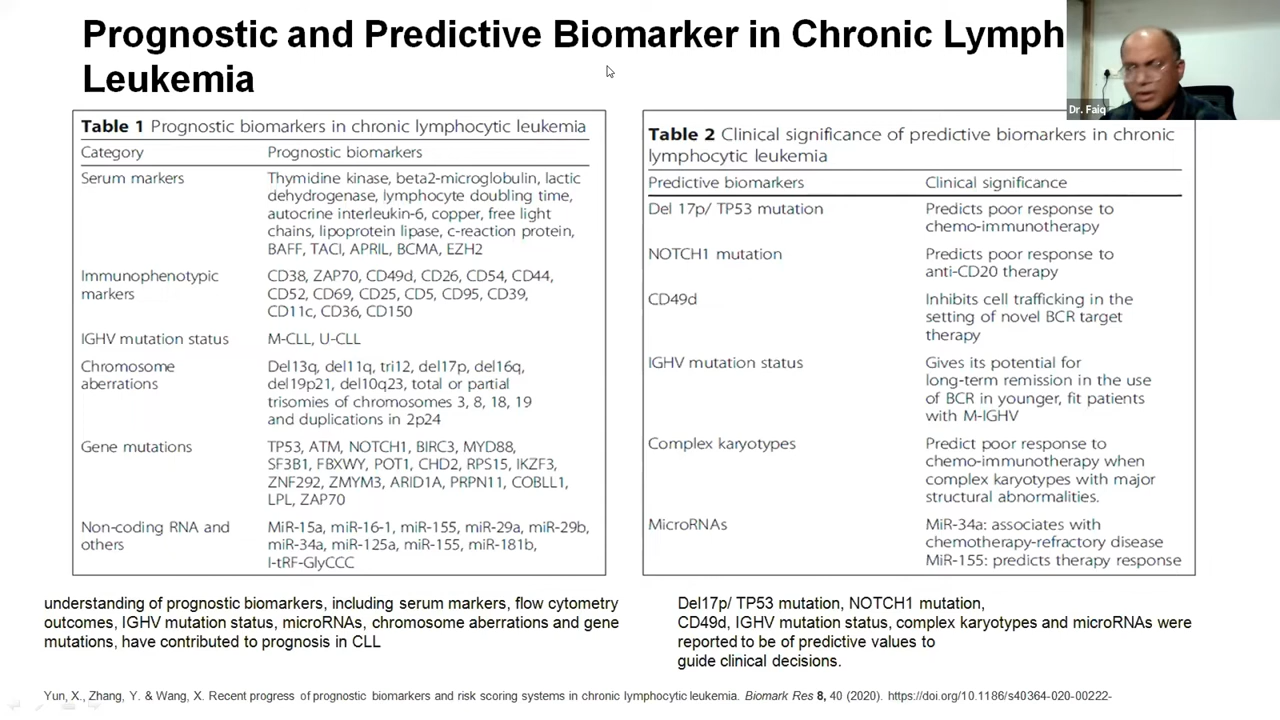 Prognostic and Predictive Biomarker in Chronic Lymph
Leukemia
Dr. Faiq
Table 1 Prognostic biomarkers in chronic lymphocytic leukemia
Category Prognostic biomarkers
Serum markers Thymidine kinase, beta2-microglobulin, lactic
dehydrogenase, lymphocyte doubling time,
autocrine interleukin-6, copper, free light
chains, lipoprotein lipase, c-reaction protein,
BAFF, TACI, APRIL, BCMA, EZH2
Immunophenotypic CD38, ZAP70, CD49d, CD26, CD54, CD44,
markers CD52, CD69, CD25, CD5, CD95, CD39,
CD11c, CD36, CD150
IGHV mutation status M-CLL, U-CLL
Chromosome Del13q, del11q, tri12, del17p, del16q,
aberrations del19p21, del10q23, total or partial
trisomies of chromosomes 3, 8, 18, 19
and duplications in 2p24
Gene mutations TP53, ATM, NOTCH1, BIRC3, MYD88,
SF3B1, FBXWY, POT1, CHD2, RPS15, IKZF3,
ZNF292, ZMYM3, ARID1A, PRPN11, COBLL1,
LPL, ZAP70
Non-coding RNA and MiR-15a, miR-16-1, miR-155, miR-29a, miR-29b,
others miR-34a, miR-125a, miR-155, miR-181b,
I-tRF-GlyCCC
Table 2 Clinical significance of predictive biomarkers in chronic
lymphocytic leukemia
Predictive biomarkers Clinical significance
Del 17p/ TP53 mutation Predicts poor response to
chemo-immunotherapy
NOTCH1 mutation Predicts poor response to
anti-CD20 therapy
CD49d Inhibits cell trafficking in the
setting of novel BCR target
therapy
IGHV mutation status Gives its potential for
long-term remission in the use
of BCR in younger, fit patients
with M-IGHV
Complex karyotypes Predict poor response to
chemo-immunotherapy when
complex karyotypes with major
structural abnormalities.
MicroRNAs MiR-34a: associates with
chemotherapy-refractory disease
MiR-155: predicts therapy response
understanding of prognostic biomarkers, including serum markers, flow cytometry
outcomes, IGHV mutation status, microRNAs, chromosome aberrations and gene
mutations, have contributed to prognosis in CLL
Del17p/ TP53 mutation, NOTCH1 mutation,
CD49d, IGHV mutation status, complex karyotypes and microRNAs were
reported to be of predictive values to
guide clinical decisions.
Yun, X., Zhang, Y. & Wang, X. Recent progress of prognostic biomarkers and risk scoring systems in chronic lymphocytic leukemia. Biomark Res 8, 40 (2020). https://doi.org/10.1186/s40364-020-00222-